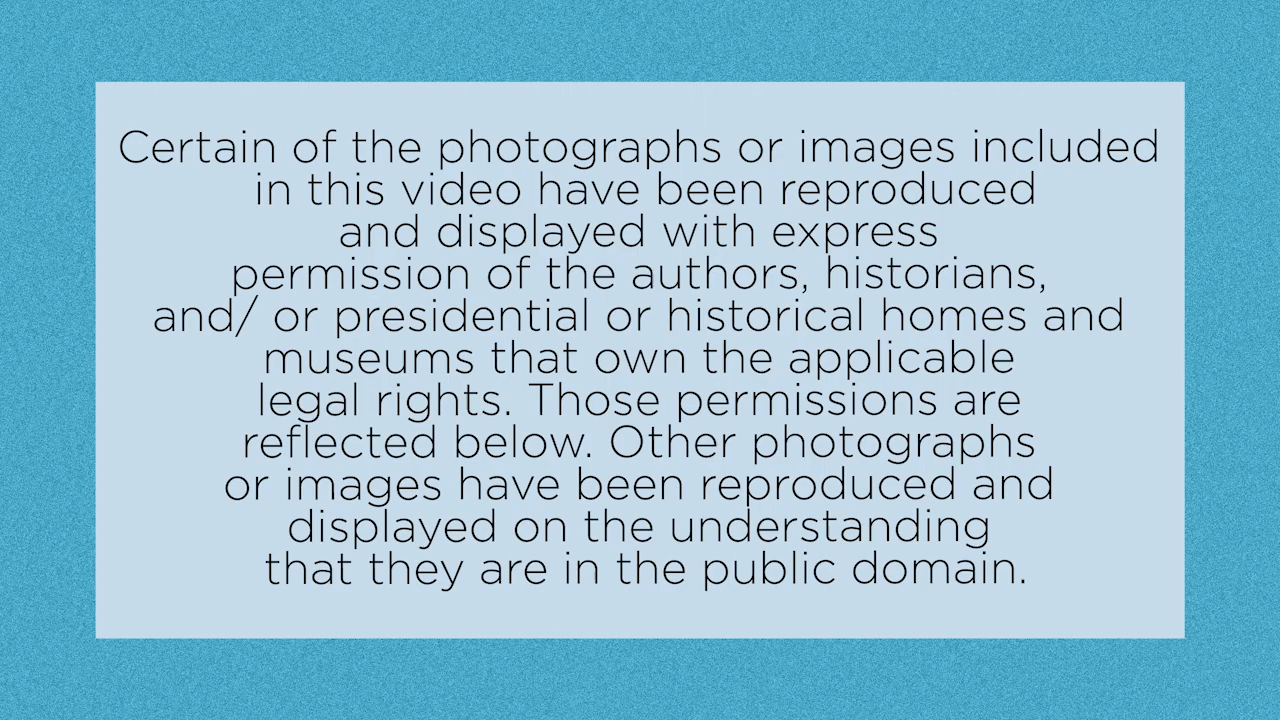 Certain of the photographs or images included
in this video have been reproduced
and displayed with express
permission of the authors, historians,
and/ or presidential or historical homes and
museums that own the applicable
legal rights. Those permissions are
reflected below. Other photographs
or images have been reproduced and
displayed on the understanding
that they are in the public domain.